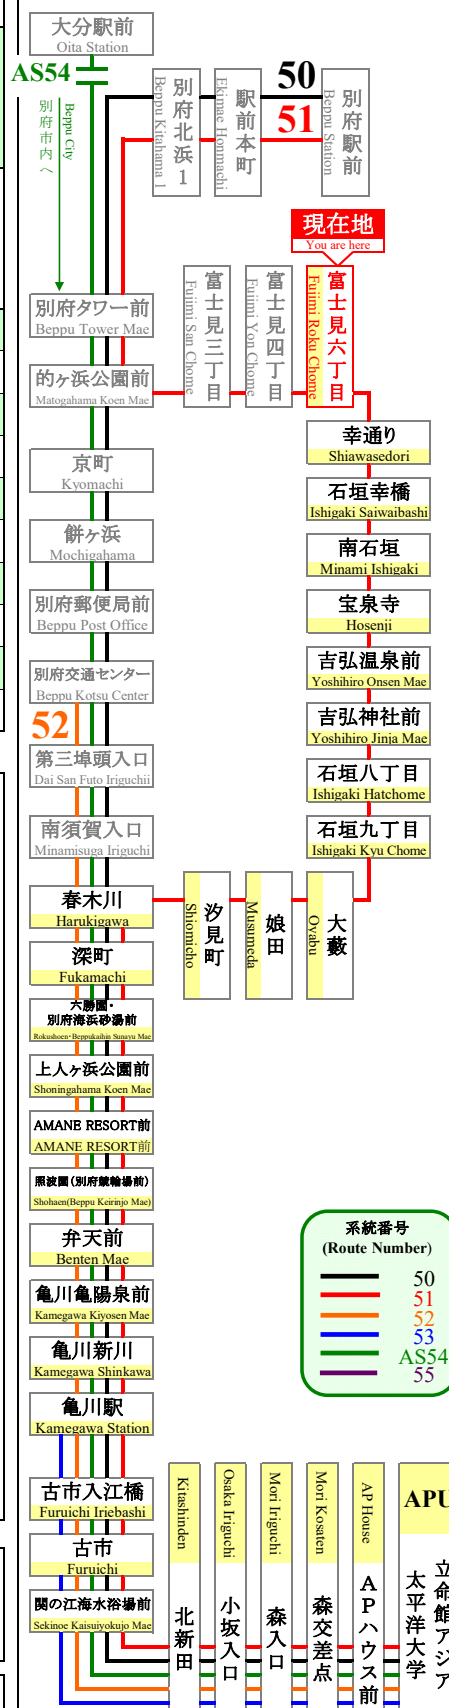 大分駅前
Oita Station
AS54
Beppu City
別府市内へ
別府北浜1
Beppu Kitahama 1
駅前本町
Ekimae Honmachi
50
51
別府駅前
Beppu Station
現在地
You are here
別府タワー前
Beppu Tower Mae
的ヶ浜公園前
Matogahama Koen Mae
富士見三丁目
Fujimi San Chome
富士見四丁目
Fujimi Yon Chome
富士見六丁目
Fujimi Roku Chome
幸通り
Shiawasedori
石垣幸橋
Ishigaki Saiwaibashi
南石垣
Minami Ishigaki
宝泉寺
Hosenji
吉弘温泉前
Yoshihiro Onsen Mae
吉弘神社前
Yoshihiro Jinja Mae
石垣八丁目
Ishigaki Hatchome
石垣九丁目
Ishigaki Kyu Chome
京町
Kyomachi
餅ヶ浜
Mochigahama
別府郵便局前
Beppu Post Office
別府交通センター
Beppu Kotsu Center
52
第三埠頭入口
Dai San Futo Iriguchii
南須賀入口
Minamisuga Iriguchi
春木川
Harukigawa
汐見町
Shiomicho
娘田
Musumeda
大藪
Oyabu
深町
Fukamachi
六勝園・
別府海浜砂湯前
Rokushoen・Beppukaihin Sunayu Mae
上人ヶ浜公園前
Shoningahama Koen Mae
AMANE RESORT前
AMANE RESORT前
照波園(別府競輪場前)
Shohaen(Beppu Keirinjo Mae)
弁天前
Benten Mae
亀川亀陽泉前
Kamegawa Kiyosen Mae
亀川新川
Kamegawa Shinkawa
亀川駅
Kamegawa Station
古市入江橋
Furuichi Iriebashi
古市
Furuichi
関の江海水浴場前
Sekinoe Kaisuiyokujo Mae
系統番号
(Route Number)
50
51
52
53
AS54
55
Kitashinden
北新田
Osaka Iriguchi
小坂入口
Mori Iriguchi
森入口
Mori Kosaten
森交差点
AP House
APハウス前
APU
立命館アジア
太平洋大学